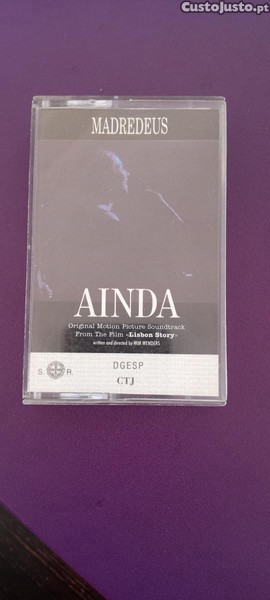 CustoJusto.pt
MADREDEUS
AINDA
Original Motion Picture Soundtrack
From The Film «Lisbon Story»
written and directed by WIM WENDERS
DGESP
S. R.
CTJ